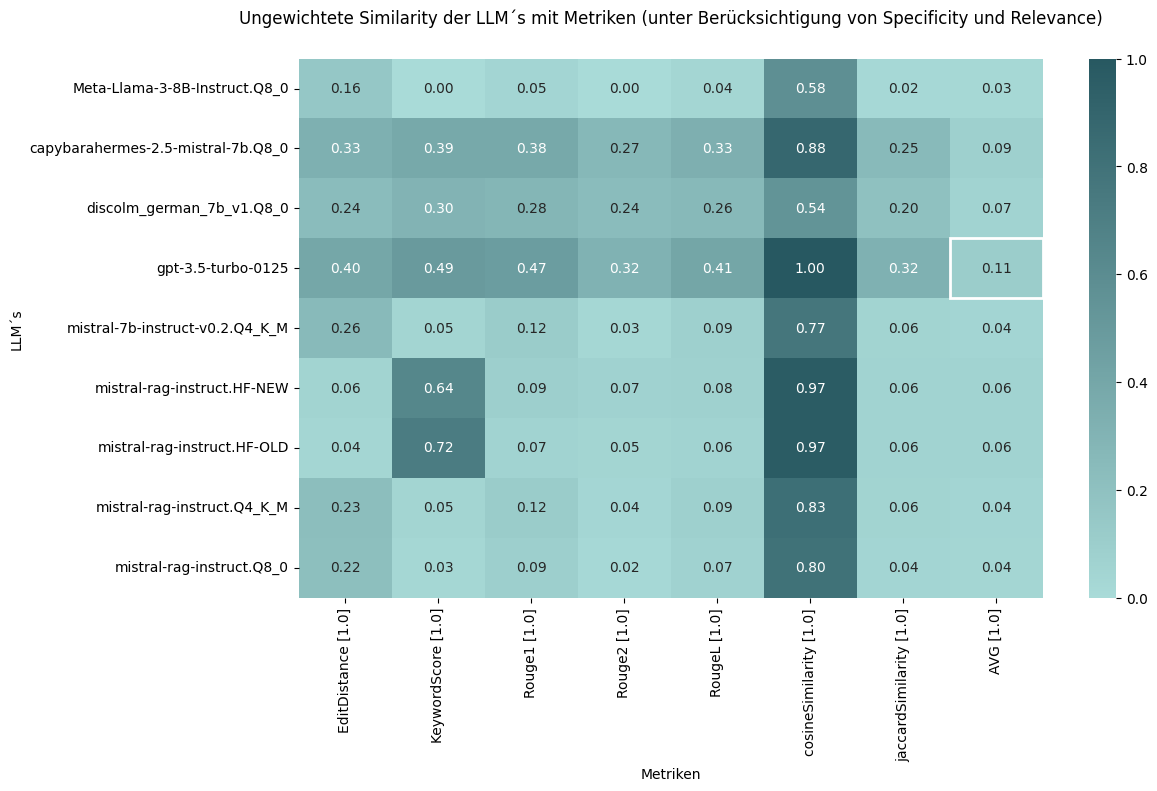 Ungewichtete Similarity der LLM´s mit Metriken (unter Berücksichtigung von Specificity und Relevance)
LLM´s
Meta-Llama-3-8B-Instruct.Q8_0 0.16 0.00 0.05 0.00 0.04 0.58 0.02 0.03
capybarahermes-2.5-mistral-7b.Q8_0 0.33 0.39 0.38 0.27 0.33 0.88 0.25 0.09
discolm_german_7b_v1.Q8_0 0.24 0.30 0.28 0.24 0.26 0.54 0.20 0.07
gpt-3.5-turbo-0125 0.40 0.49 0.47 0.32 0.41 1.00 0.32 0.11
mistral-7b-instruct-v0.2.Q4_K_M 0.26 0.05 0.12 0.03 0.09 0.77 0.06 0.04
mistral-rag-instruct.HF-NEW 0.06 0.64 0.09 0.07 0.08 0.97 0.06 0.06
mistral-rag-instruct.HF-OLD 0.04 0.72 0.07 0.05 0.06 0.97 0.06 0.06
mistral-rag-instruct.Q4_K_M 0.23 0.05 0.12 0.04 0.09 0.83 0.06 0.04
mistral-rag-instruct.Q8_0 0.22 0.03 0.09 0.02 0.07 0.80 0.04 0.04
EditDistance [1.0]
KeywordScore [1.0]
Rouge1 [1.0]
Rouge2 [1.0]
RougeL [1.0]
cosineSimilarity [1.0]
jaccardSimilarity [1.0]
AVG [1.0]
Metriken
1.0
0.8
0.6
0.4
0.2
0.0